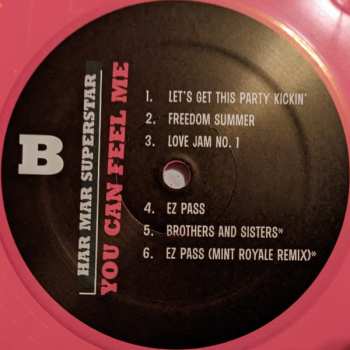 B
HAR MAR SUPERSTAR
YOU CAN FEEL ME
1. LET'S GET THIS PARTY KICKIN'
2. FREEDOM SUMMER
3. LOVE JAM NO. 1
4. EZ PASS
5. BROTHERS AND SISTERS*
6. EZ PASS (MINT ROYALE REMIX)*